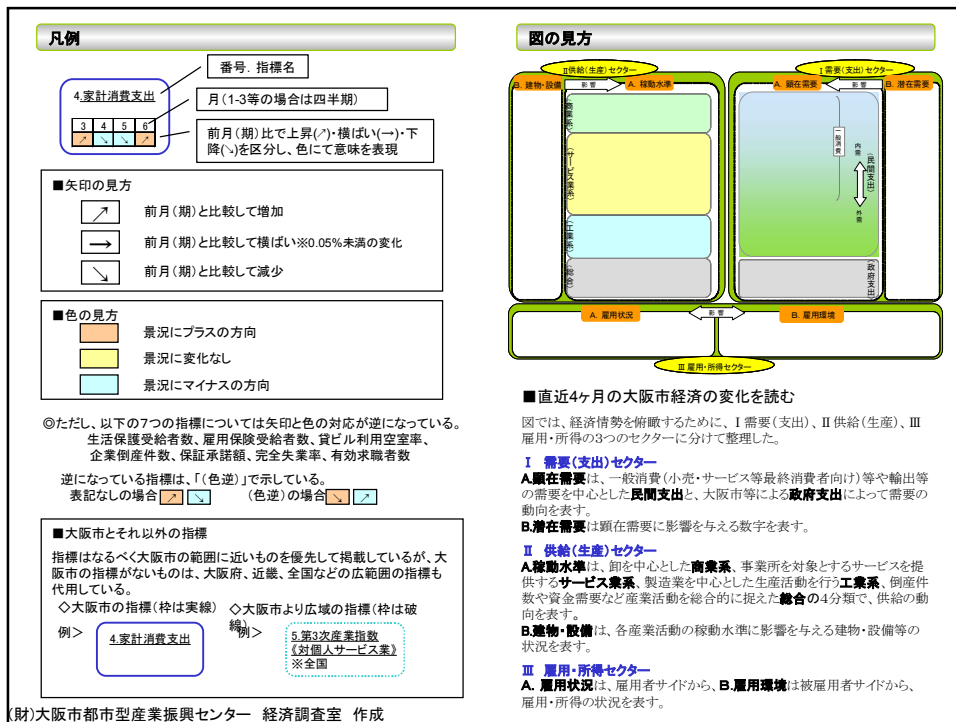 凡例
番号. 指標名
4.家計消費支出
月(1-3等の場合は四半期)
3 4 5 6
↗ ↘ ↘ ↗
前月(期)比で上昇(↗)・横ばい(→)・下
降(↘)を区分し、色にて意味を表現
■矢印の見方
↗ 前月(期)と比較して増加
→ 前月(期)と比較して横ばい※0.05%未満の変化
↘ 前月(期)と比較して減少
■色の見方
景況にプラスの方向
景況に変化なし
景況にマイナスの方向
◎ただし、以下の7つの指標については矢印と色の対応が逆になっている。
生活保護受給者数、雇用保険受給者数、貸ビル利用空室率、
企業倒産件数、保証承諾額、完全失業率、有効求職者数
逆になっている指標は、「(色逆)」で示している。
表記なしの場合 ↗ ↘ (色逆)の場合 ↘ ↗
■大阪市とそれ以外の指標
指標はなるべく大阪市の範囲に近いものを優先して掲載しているが、大
阪市の指標がないものは、大阪府、近畿、全国などの広範囲の指標も
代用している。
◇大阪市の指標(枠は実線)
例>
4.家計消費支出
◇大阪市より広域の指標(枠は破
線)
例>
5.第3次産業指数
《対個人サービス業》
※全国
(財)大阪市都市型産業振興センター 経済調査室 作成
図の見方
Ⅱ供給(生産)セクター
B. 建物・設備
影響
A. 稼動水準
(商業系)
(サービス業系)
(工業系)
(総合)
Ⅰ需要(支出)セクター
A. 顕在需要
影響
B. 潜在需要
一般消費
内需
外需
(民間支出)
(政府支出)
A. 雇用状況
影響
B. 雇用環境
Ⅲ雇用・所得セクター
■直近4ヶ月の大阪市経済の変化を読む
図では、経済情勢を俯瞰するために、Ⅰ需要(支出)、Ⅱ供給(生産)、Ⅲ
雇用・所得の3つのセクターに分けて整理した。
Ⅰ 需要(支出)セクター
A.顕在需要は、一般消費(小売・サービス等最終消費者向け)等や輸出等
の需要を中心とした民間支出と、大阪市等による政府支出によって需要の
動向を表す。
B.潜在需要は顕在需要に影響を与える数字を表す。
Ⅱ 供給(生産)セクター
A.稼動水準は、卸を中心とした商業系、事業所を対象とするサービスを提
供するサービス業系、製造業を中心とした生産活動を行う工業系、倒産件
数や資金需要など産業活動を総合的に捉えた総合の4分類で、供給の動
向を表す。
B.建物・設備は、各産業活動の稼動水準に影響を与える建物・設備等の
状況を表す。
Ⅲ 雇用・所得セクター
A. 雇用状況は、雇用者サイドから、B.雇用環境は被雇用者サイドから、
雇用・所得の状況を表す。